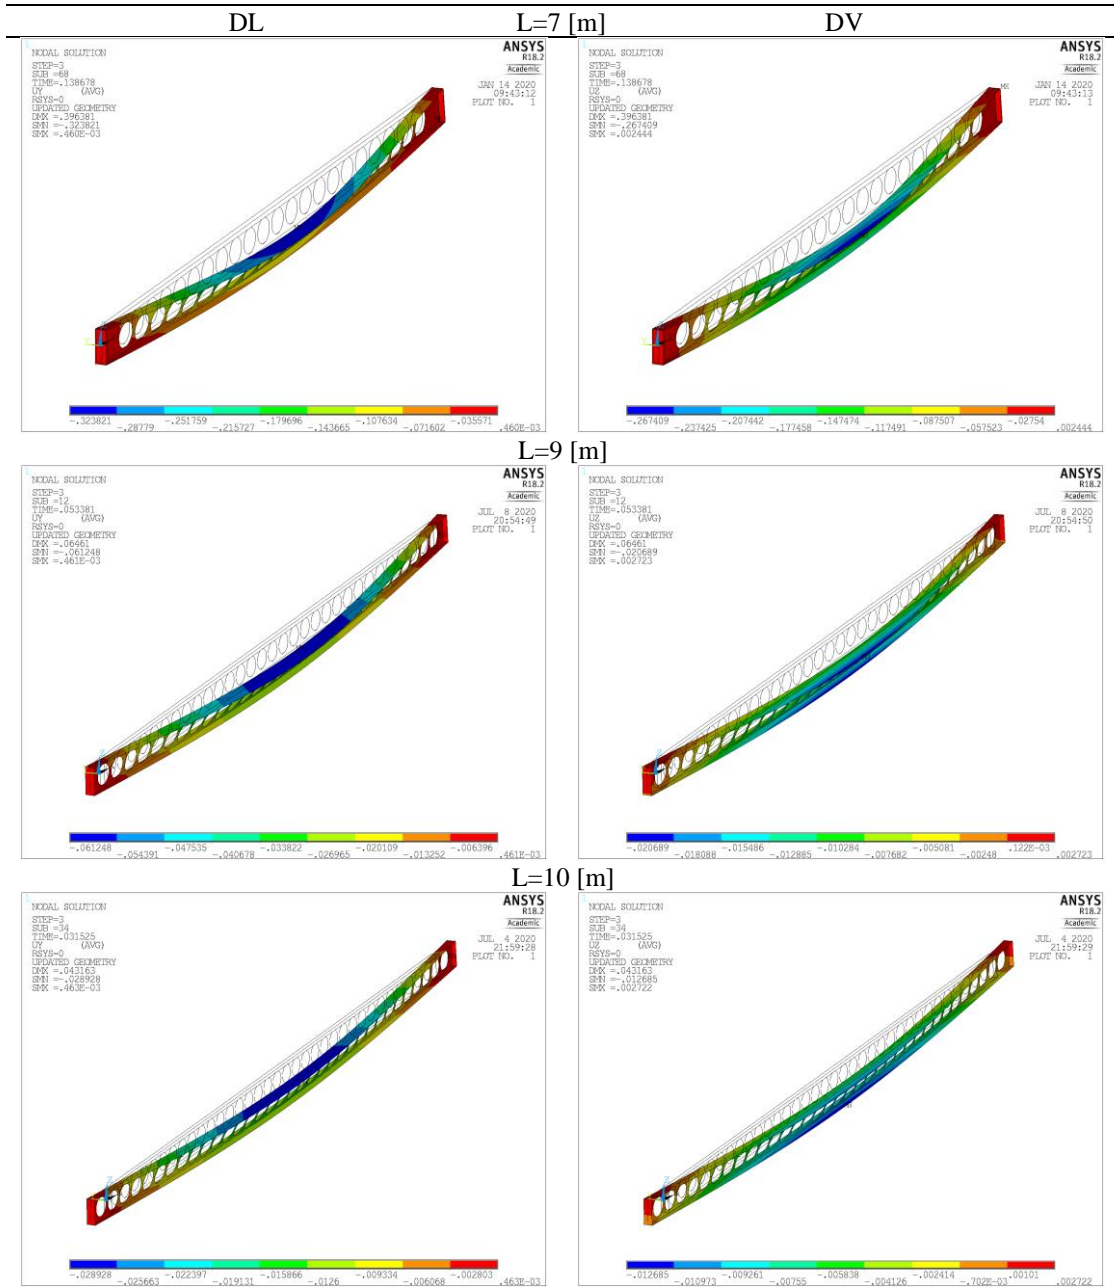 DL L=7 [m] DV
1
NODAL SOLUTION
STEP=3
SUB =68
TIME=.138678
UY (AVG)
RSYS=0
UPDATED GEOMETRY
DMX =.396381
SMN =-.323821
SMX =.460E-03
ANSYS
R18.2
Academic
JAN 14 2020
09:43:12
PLOT NO. 1
-.323821 -.251759 -.179696 -.107634 -.035571
-.28779 -.215727 -.143665 -.071602 .460E-03
1
NODAL SOLUTION
STEP=3
SUB =68
TIME=.138678
UZ (AVG)
RSYS=0
UPDATED GEOMETRY
DMX =.396381
SMN =-.267409
SMX =.002444
ANSYS
R18.2
Academic
JAN 14 2020
09:43:13
PLOT NO. 1
MX
-.267409 -.207442 -.147474 -.087507 -.02754
-.237425 -.177458 -.117491 -.057523 .002444
L=9 [m]
1
NODAL SOLUTION
STEP=3
SUB =12
TIME=.053381
UY (AVG)
RSYS=0
UPDATED GEOMETRY
DMX =.06461
SMN =-.061248
SMX =.461E-03
ANSYS
R18.2
Academic
JUL 8 2020
20:54:49
PLOT NO. 1
-.061248 -.047535 -.033822 -.020109 -.006396
-.054391 -.040678 -.026965 -.013252 .461E-03
1
NODAL SOLUTION
STEP=3
SUB =12
TIME=.053381
UZ (AVG)
RSYS=0
UPDATED GEOMETRY
DMX =.06461
SMN =-.020689
SMX =.002723
ANSYS
R18.2
Academic
JUL 8 2020
20:54:50
PLOT NO. 1
-.020689 -.015486 -.010284 -.005081 .122E-03
-.018088 -.012885 -.007682 -.00248 .002723
L=10 [m]
1
NODAL SOLUTION
STEP=3
SUB =34
TIME=.031525
UY (AVG)
RSYS=0
UPDATED GEOMETRY
DMX =.043163
SMN =-.028928
SMX =.463E-03
ANSYS
R18.2
Academic
JUL 4 2020
21:59:28
PLOT NO. 1
-.028928 -.022397 -.015866 -.009334 -.002803
-.025663 -.019131 -.0126 -.006068 .463E-03
1
NODAL SOLUTION
STEP=3
SUB =34
TIME=.031525
UZ (AVG)
RSYS=0
UPDATED GEOMETRY
DMX =.043163
SMN =-.012685
SMX =.002722
ANSYS
R18.2
Academic
JUL 4 2020
21:59:29
PLOT NO. 1
-.012685 -.009261 -.005838 -.002414 .00101
-.010973 -.00755 -.004126 -.702E-03 .002722